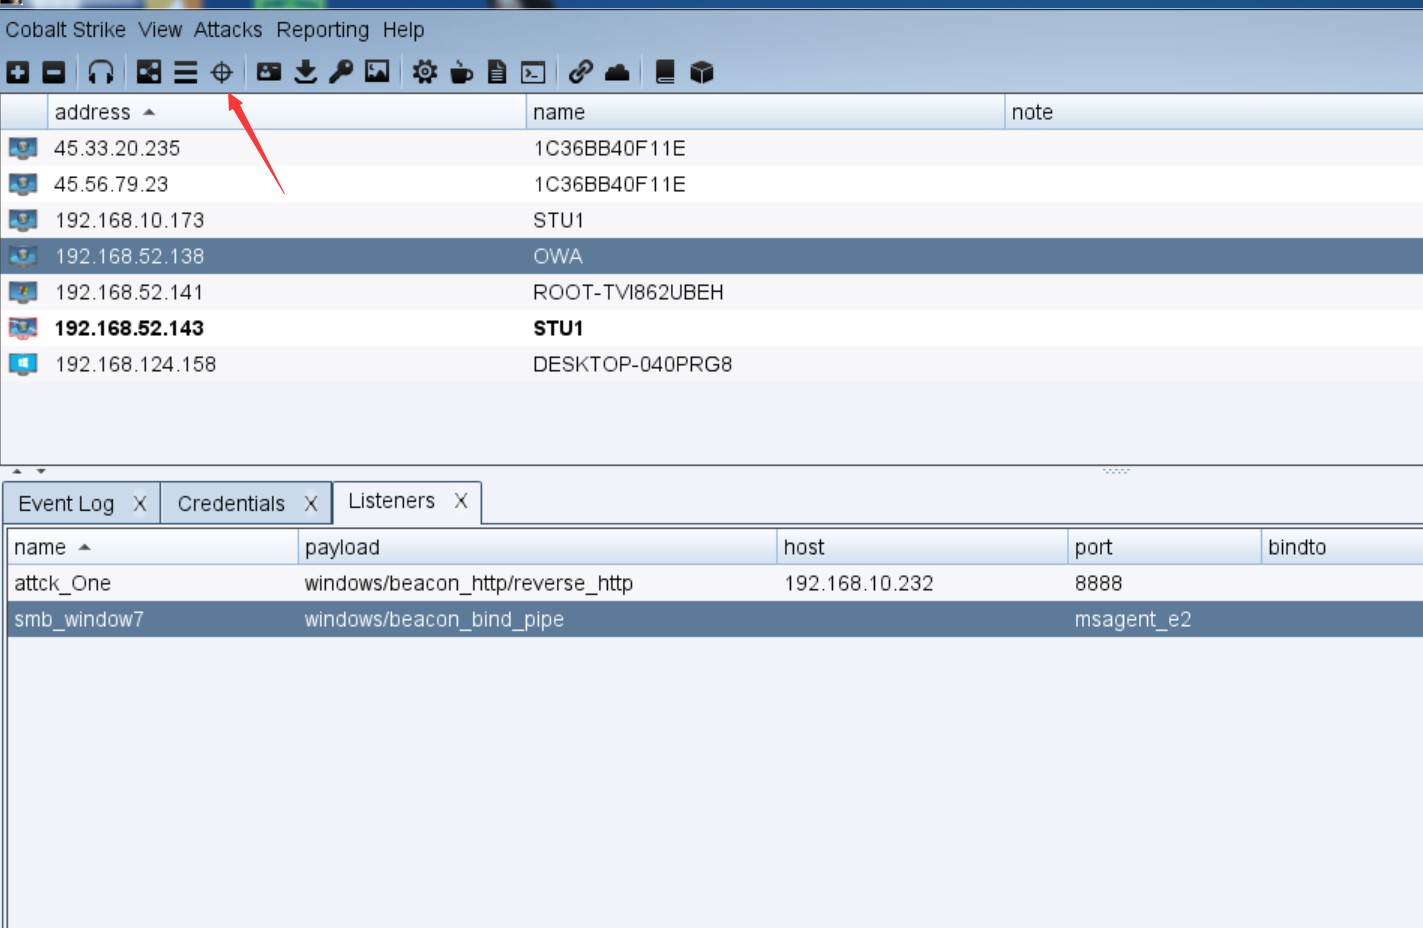 Cobalt Strike View Attacks Reporting Help
address name note
45.33.20.235 1C36BB40F11E
45.56.79.23 1C36BB40F11E
192.168.10.173 STU1
192.168.52.138 OWA
192.168.52.141 ROOT-TVI862UBEH
192.168.52.143 STU1
192.168.124.158 DESKTOP-040PRG8
Event Log X Credentials X Listeners X
name payload host port bindto
attck_One windows/beacon_http/reverse_http 192.168.10.232 8888
smb_window7 windows/beacon_bind_pipe msagent_e2